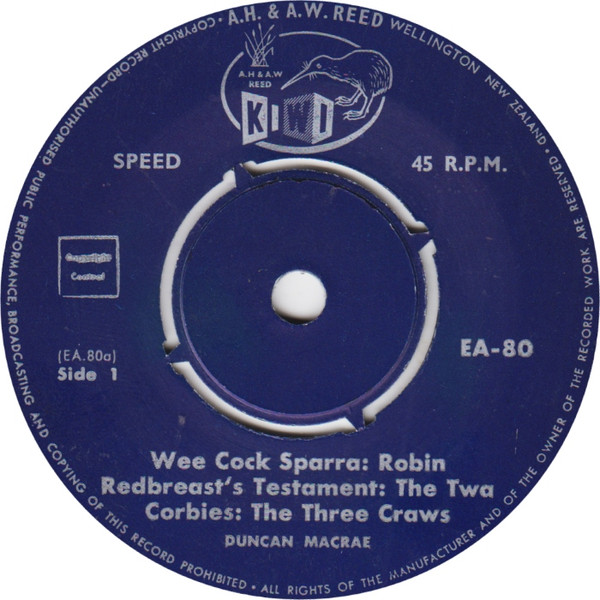 COPYRIGHT RECORD—UNAUTHORISED PUBLIC PERFORMANCE, BROADCASTING AND COPYING OF THIS RECORD PROHIBITED • ALL RIGHTS OF THE MANUFACTURER AND OF THE OWNER OF THE RECORDED WORK ARE RESERVED •
A.H. & A.W. REED WELLINGTON NEW ZEALAND
A.H & A.W
REED
KIWI
SPEED
45 R.P.M.
Copyright
Control
(EA.80a)
Side 1
EA-80
Wee Cock Sparra: Robin
Redbreast's Testament: The Twa
Corbies: The Three Craws
DUNCAN MACRAE